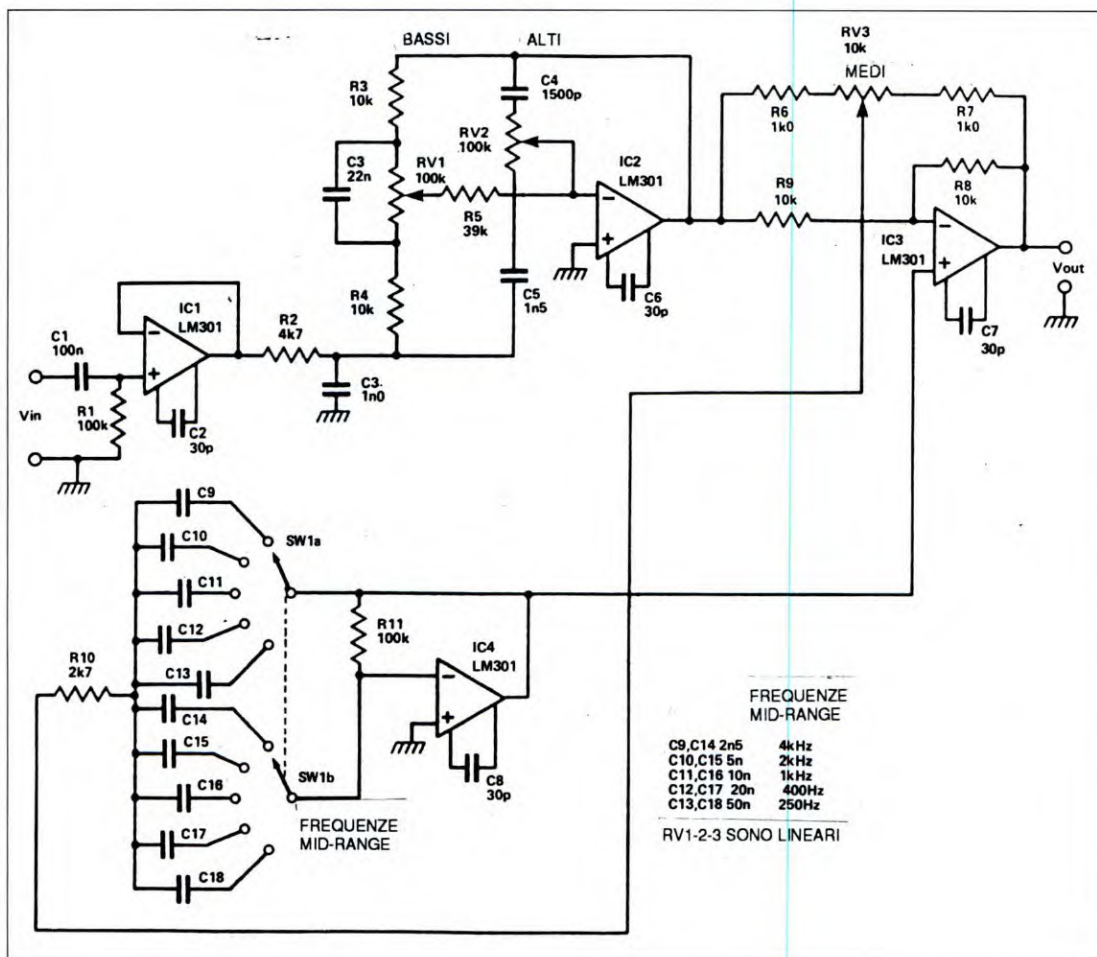 BASSI
ALTI
RV3
10k
MEDI
R3
10k
C4
1500p
R6
1k0
R7
1k0
C3
22n
RV1
100k
RV2
100k
R5
39k
IC2
LM301
R9
10k
R8
10k
IC3
LM301
Vout
R4
10k
C5
1n5
C6
30p
C7
30p
IC1
LM301
C1
100n
R2
4k7
C3
1n0
Vin
R1
100k
C2
30p
C9
SW1a
C10
C11
C12
R11
100k
IC4
LM301
R10
2k7
C13
C14
C15
SW1b
C8
30p
C16
C17
C18
FREQUENZE
MID-RANGE
FREQUENZE
MID-RANGE
C9,C14 2n5 4kHz
C10,C15 5n 2kHz
C11,C16 10n 1kHz
C12,C17 20n 400Hz
C13,C18 50n 250Hz
RV1-2-3 SONO LINEARI